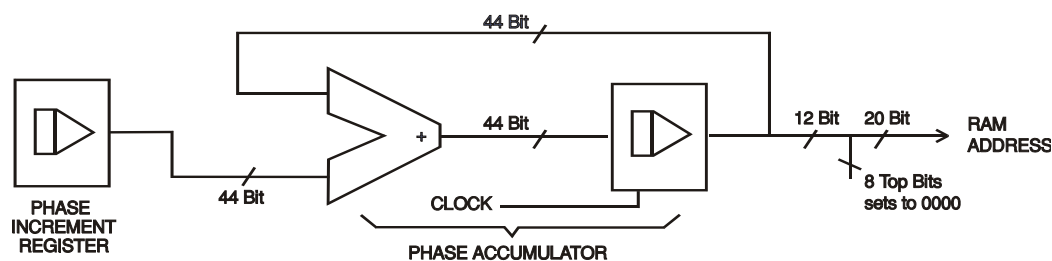 44 Bit
44 Bit
12 Bit
20 Bit
RAM
ADDRESS
+
44 Bit
8 Top Bits
sets to 0000
CLOCK
PHASE
INCREMENT
REGISTER
PHASE ACCUMULATOR